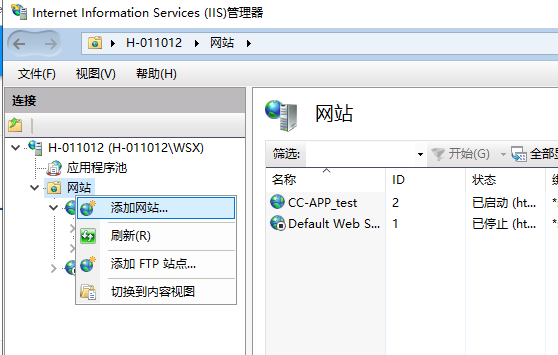 Internet Information Services (IIS)管理器
H-011012 网站
文件(F) 视图(V) 帮助(H)
连接
H-011012 (H-011012\WSX)
应用程序池
网站
添加网站...
刷新(R)
添加 FTP 站点...
切换到内容视图
网站
筛选: 开始(G) 全部
名称 ID 状态
CC-APP_test 2 已启动 (ht...
Default Web S... 1 已停止 (ht...